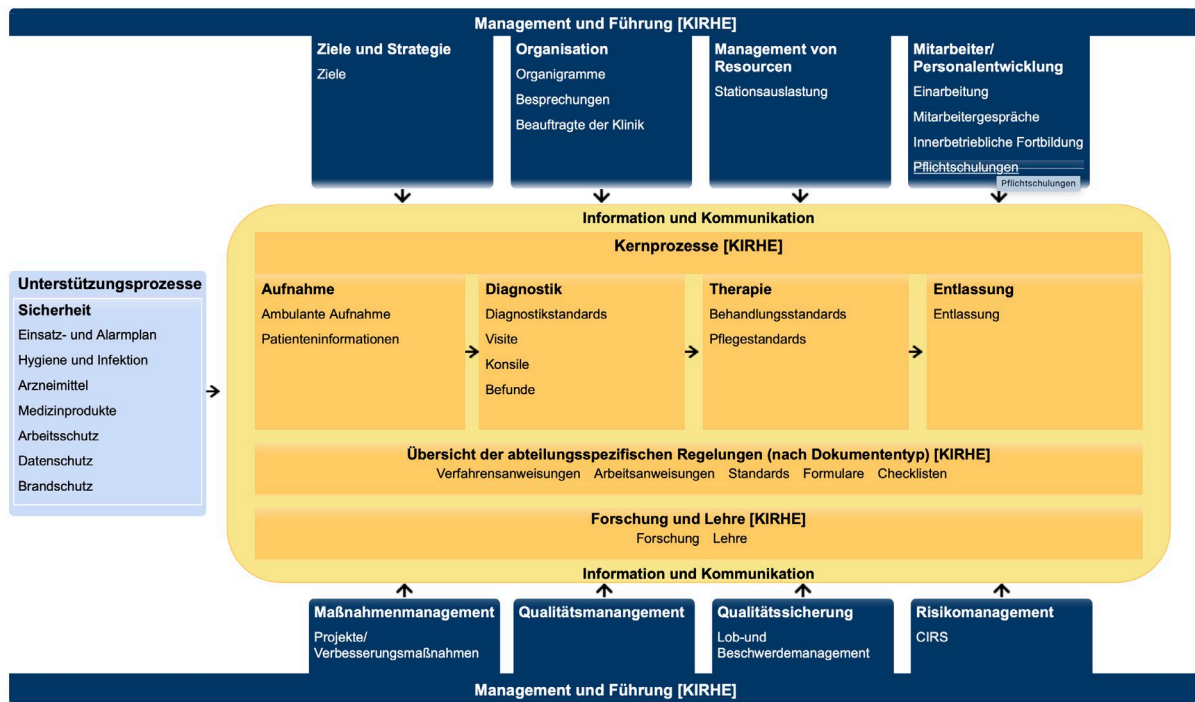 Management und Führung [KIRHE]
Ziele und Strategie
Ziele
Organisation
Organigramme
Besprechungen
Beauftragte der Klinik
Management von
Resourcen
Stationsauslastung
Mitarbeiter/
Personalentwicklung
Einarbeitung
Mitarbeitergespräche
Innerbetriebliche Fortbildung
Pflichtschulungen
Pflichtschulungen
Information und Kommunikation
Kernprozesse [KIRHE]
Unterstützungsprozesse
Sicherheit
Einsatz- und Alarmplan
Hygiene und Infektion
Arzneimittel
Medizinprodukte
Arbeitsschutz
Datenschutz
Brandschutz
Aufnahme
Ambulante Aufnahme
Patienteninformationen
Diagnostik
Diagnostikstandards
Visite
Konsile
Befunde
Therapie
Behandlungsstandards
Pflegestandards
Entlassung
Entlassung
Übersicht der abteilungsspezifischen Regelungen (nach Dokumententyp) [KIRHE]
Verfahrensanweisungen Arbeitsanweisungen Standards Formulare Checklisten
Forschung und Lehre [KIRHE]
Forschung Lehre
Information und Kommunikation
Maßnahmenmanagement
Projekte/
Verbesserungsmaßnahmen
Qualitätsmanangement
Qualitätssicherung
Lob-und
Beschwerdemanagement
Risikomanagement
CIRS
Management und Führung [KIRHE]